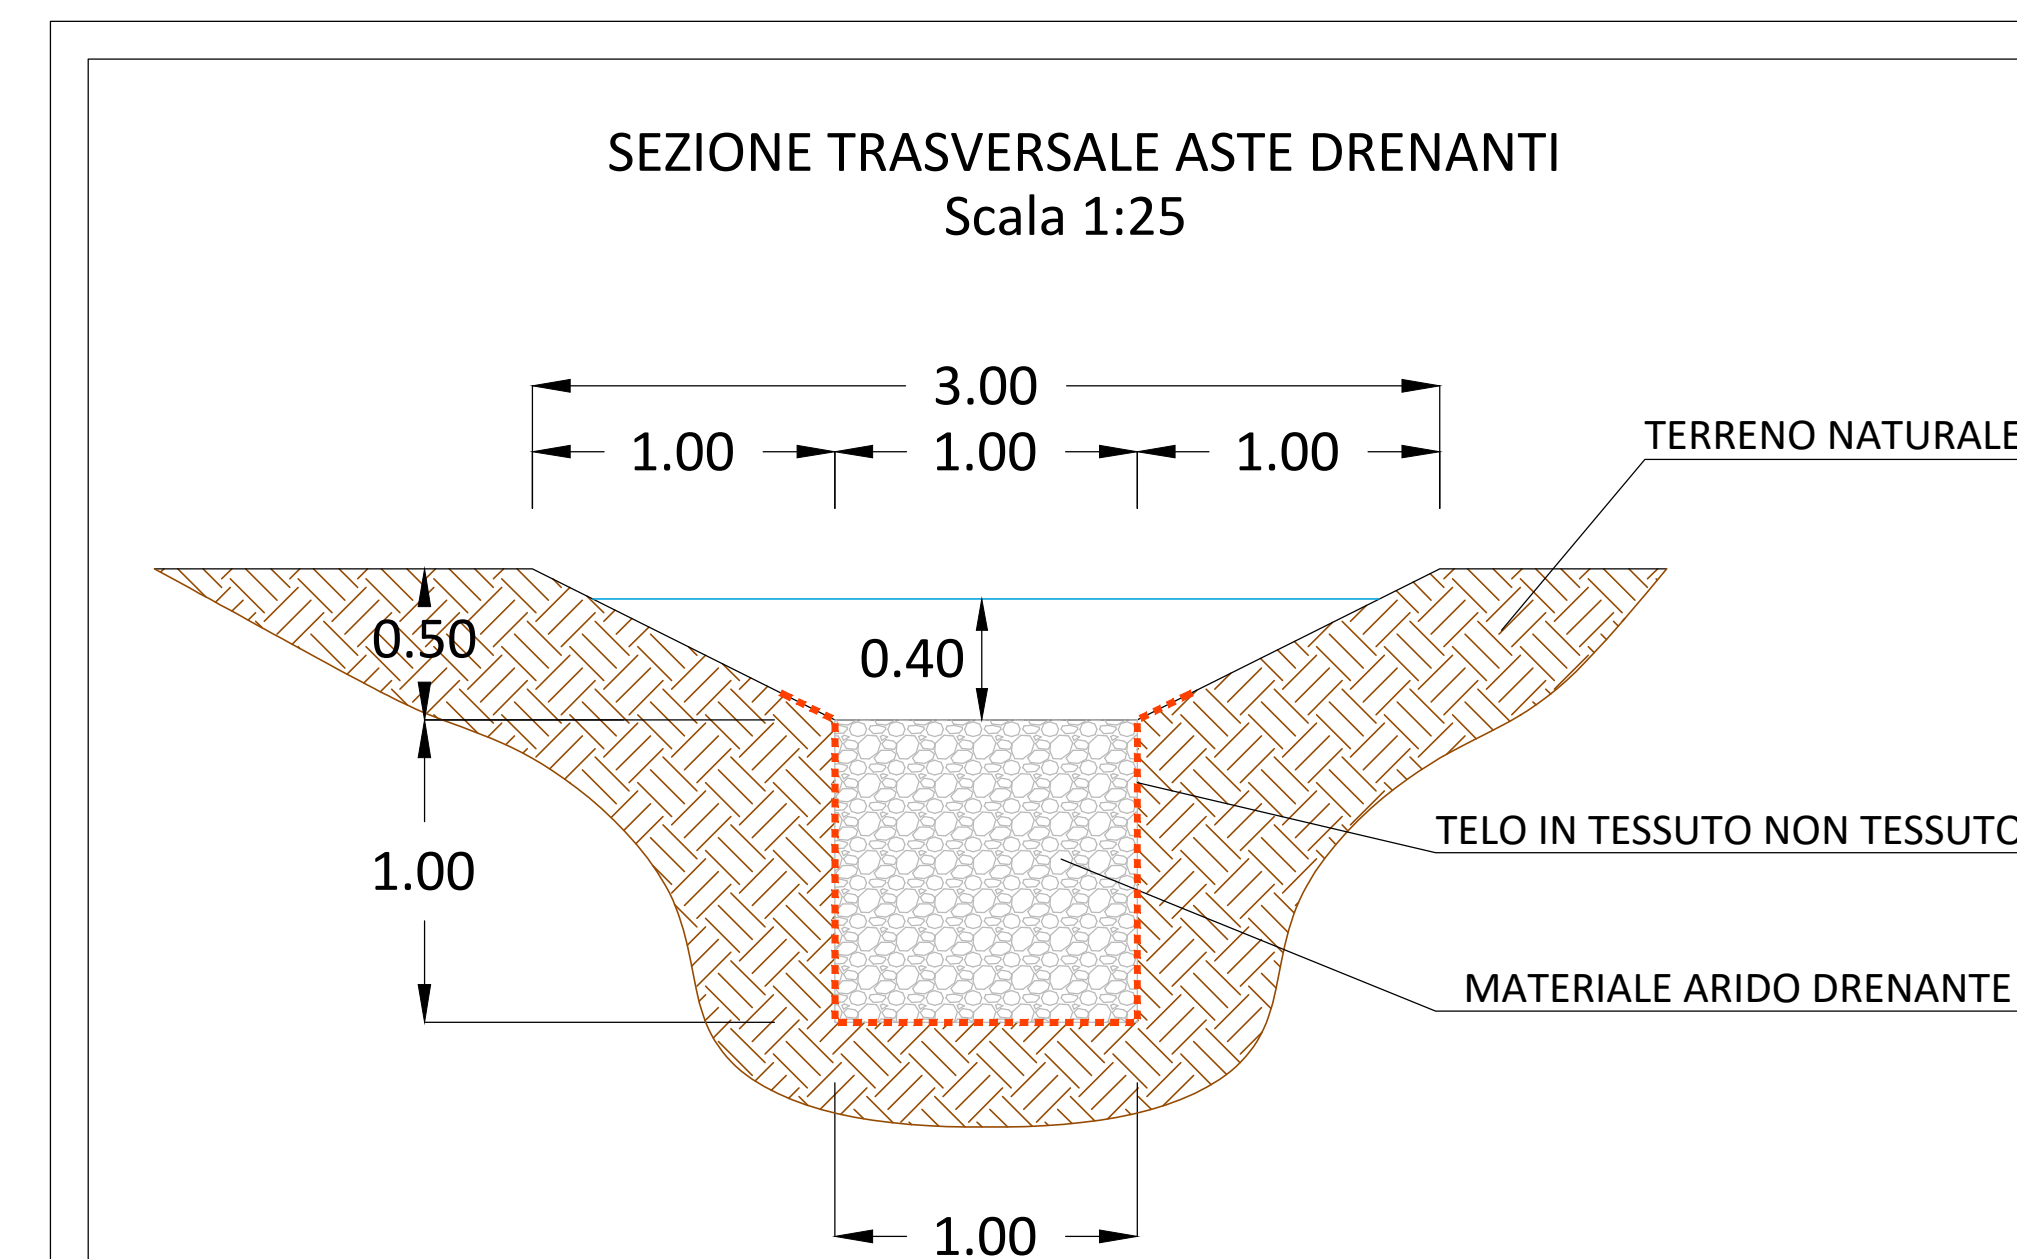 SEZIONE TRASVERSALE ASTE DRENANTI
Scala 1:25
3.00
1.00 1.00 1.00
TERRENO NATURALE
0.50
0.40
TELO IN TESSUTO NON TESSUTO
1.00
MATERIALE ARIDO DRENANTE
1.00